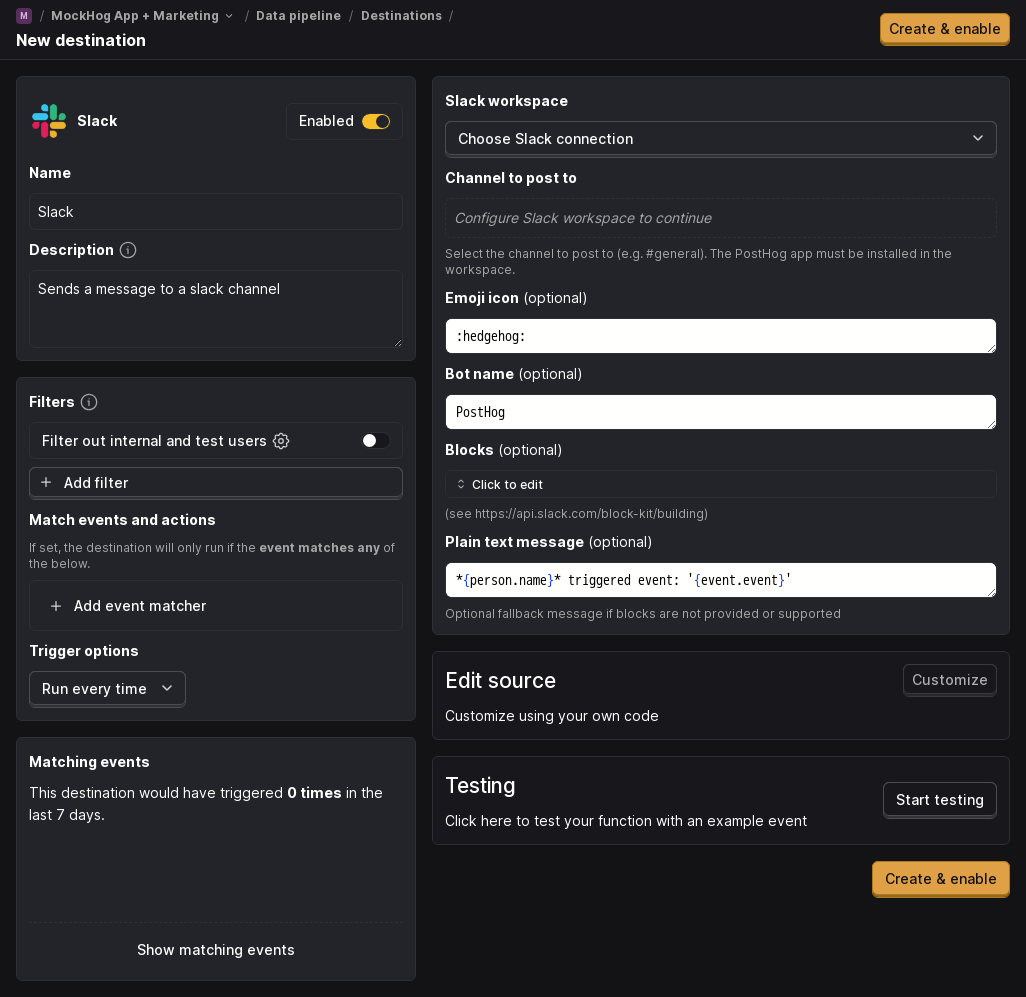 M / MockHog App + Marketing / Data pipeline / Destinations /
New destination
Create & enable
Slack
Enabled
Name
Slack
Description
Sends a message to a slack channel
Filters
Filter out internal and test users
Add filter
Match events and actions
If set, the destination will only run if the event matches any of
the below.
Add event matcher
Trigger options
Run every time
Matching events
This destination would have triggered 0 times in the
last 7 days.
Show matching events
Slack workspace
Choose Slack connection
Channel to post to
Configure Slack workspace to continue
Select the channel to post to (e.g. #general). The PostHog app must be installed in the
workspace.
Emoji icon (optional)
:hedgehog:
Bot name (optional)
PostHog
Blocks (optional)
Click to edit
(see https://api.slack.com/block-kit/building)
Plain text message (optional)
*{person.name}* triggered event: '{event.event}'
Optional fallback message if blocks are not provided or supported
Edit source
Customize
Customize using your own code
Testing
Start testing
Click here to test your function with an example event
Create & enable